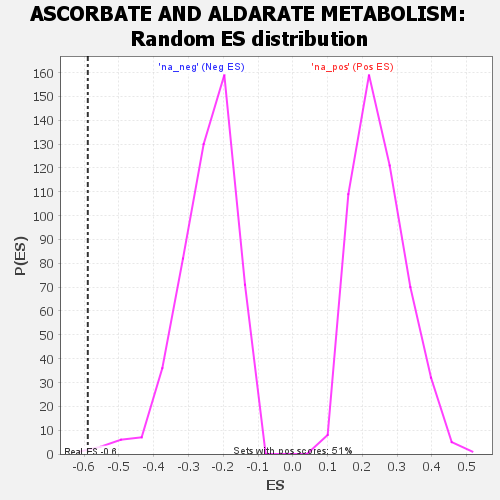 ASCORBATE AND ALDARATE METABOLISM:
Random ES distribution
'na_neg' (Neg ES)
'na_pos' (Pos ES)
160
150
140
130
120
110
100
90
80
70
60
50
40
30
20
10
0
P(ES)
Real ES -0.6
Sets with pos scores: 51%
-0.6 -0.5 -0.4 -0.3 -0.2 -0.1 0.0 0.1 0.2 0.3 0.4 0.5
ES